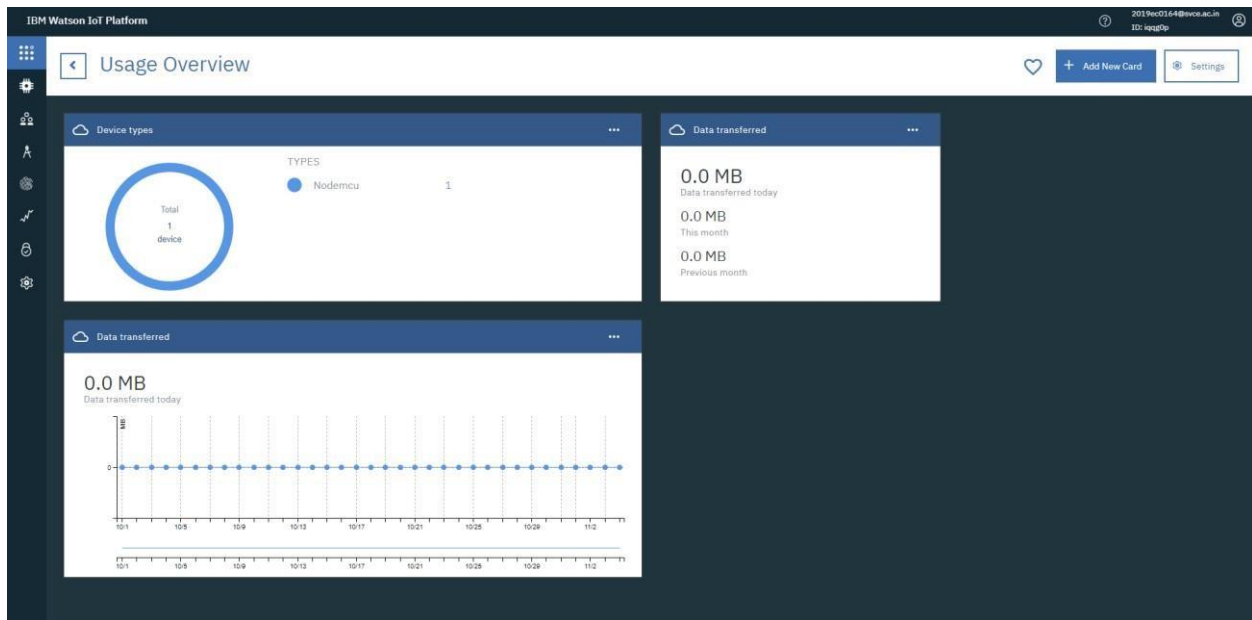 IBM Watson IoT Platform
2019ec0164@svce.ac.in
ID: iqqg0p
Usage Overview
+ Add New Card
Settings
Device types
Total
1
device
TYPES
Nodemcu 1
Data transferred
0.0 MB
Data transferred today
0.0 MB
This month
0.0 MB
Previous month
Data transferred
0.0 MB
Data transferred today
MB
0
10/1 10/5 10/9 10/13 10/17 10/21 10/25 10/29 11/2
10/1 10/5 10/9 10/13 10/17 10/21 10/25 10/29 11/2